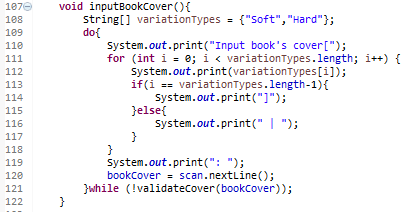 107 void inputBookCover(){
108 String[] variationTypes = {"Soft","Hard"};
109 do{
110 System.out.print("Input book's cover[");
111 for (int i = 0; i < variationTypes.length; i++) {
112 System.out.print(variationTypes[i]);
113 if(i == variationTypes.length-1){
114 System.out.print("]");
115 }else{
116 System.out.print(" | ");
117 }
118 }
119 System.out.print(": ");
120 bookCover = scan.nextLine();
121 }while (!validateCover(bookCover));
122 }